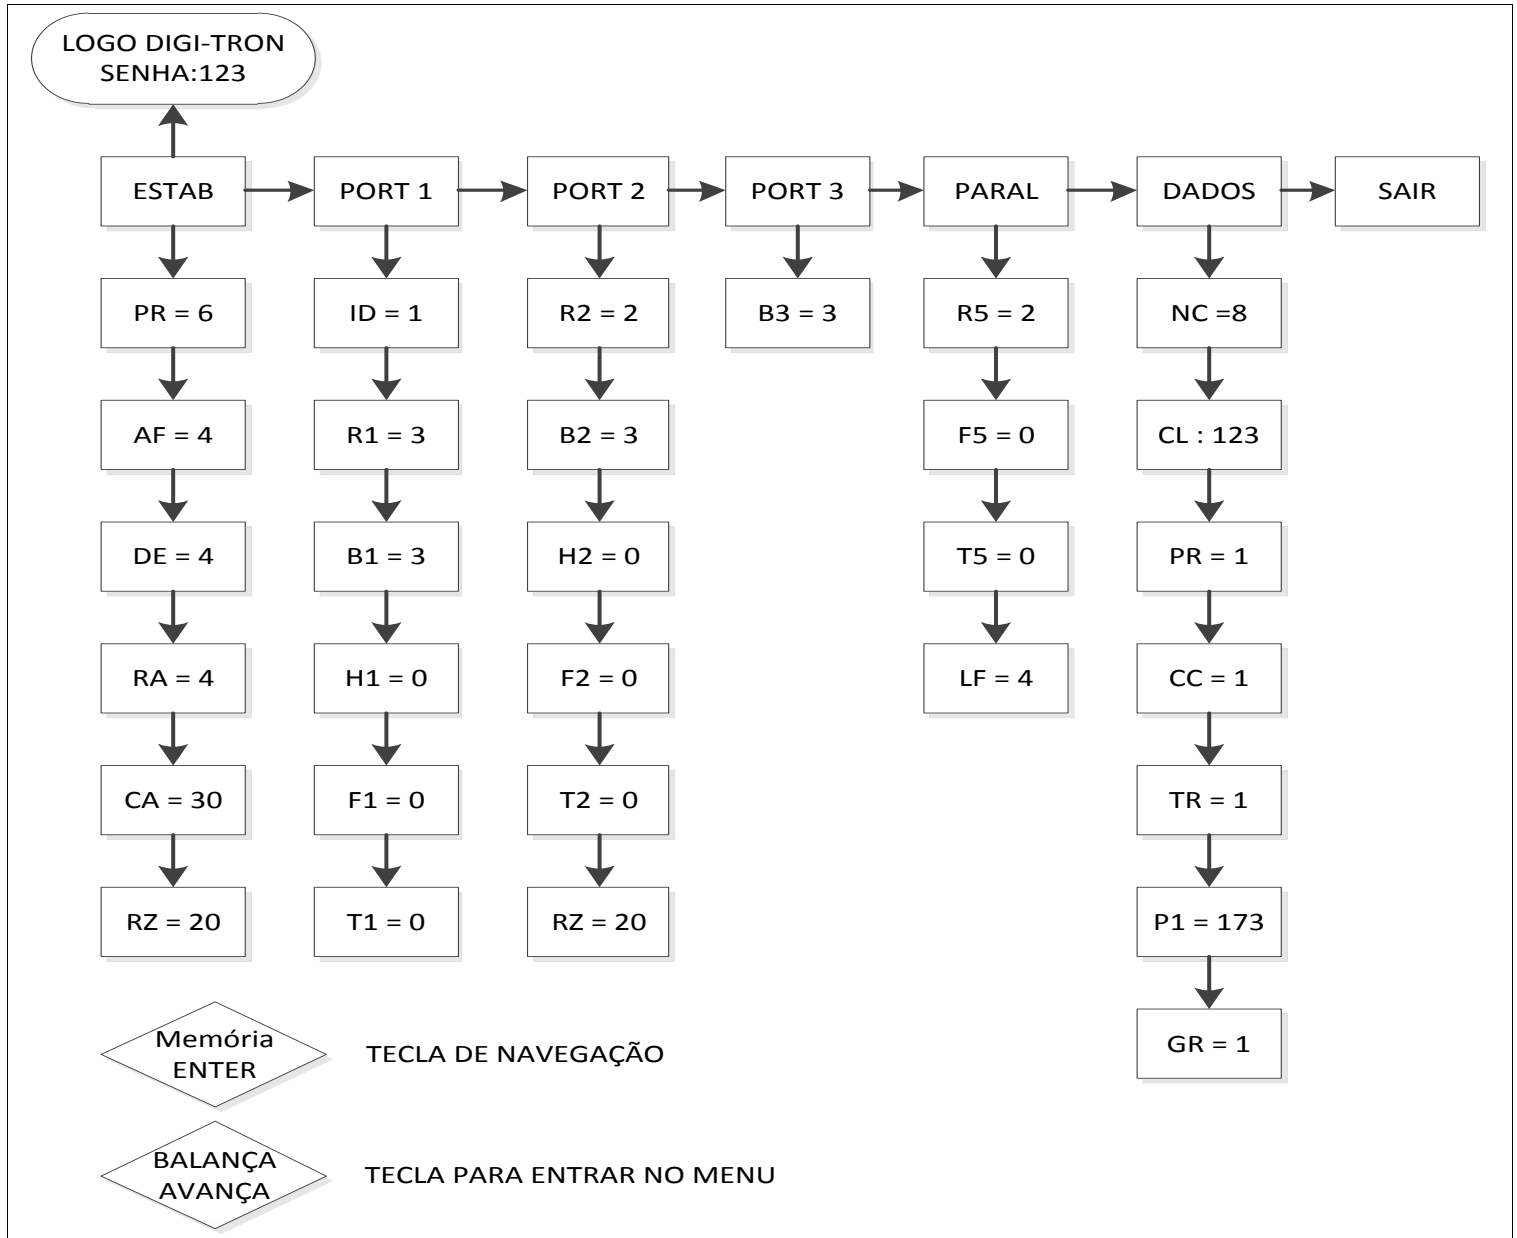 LOGO DIGI-TRON
SENHA:123
ESTAB
PORT 1
PORT 2
PORT 3
PARAL
DADOS
SAIR
PR = 6
ID = 1
R2 = 2
B3 = 3
R5 = 2
NC =8
AF = 4
R1 = 3
B2 = 3
F5 = 0
CL : 123
DE = 4
B1 = 3
H2 = 0
T5 = 0
PR = 1
RA = 4
H1 = 0
F2 = 0
LF = 4
CC = 1
CA = 30
F1 = 0
T2 = 0
TR = 1
RZ = 20
T1 = 0
RZ = 20
P1 = 173
GR = 1
Memória
ENTER
TECLA DE NAVEGAÇÃO
BALANÇA
AVANÇA
TECLA PARA ENTRAR NO MENU